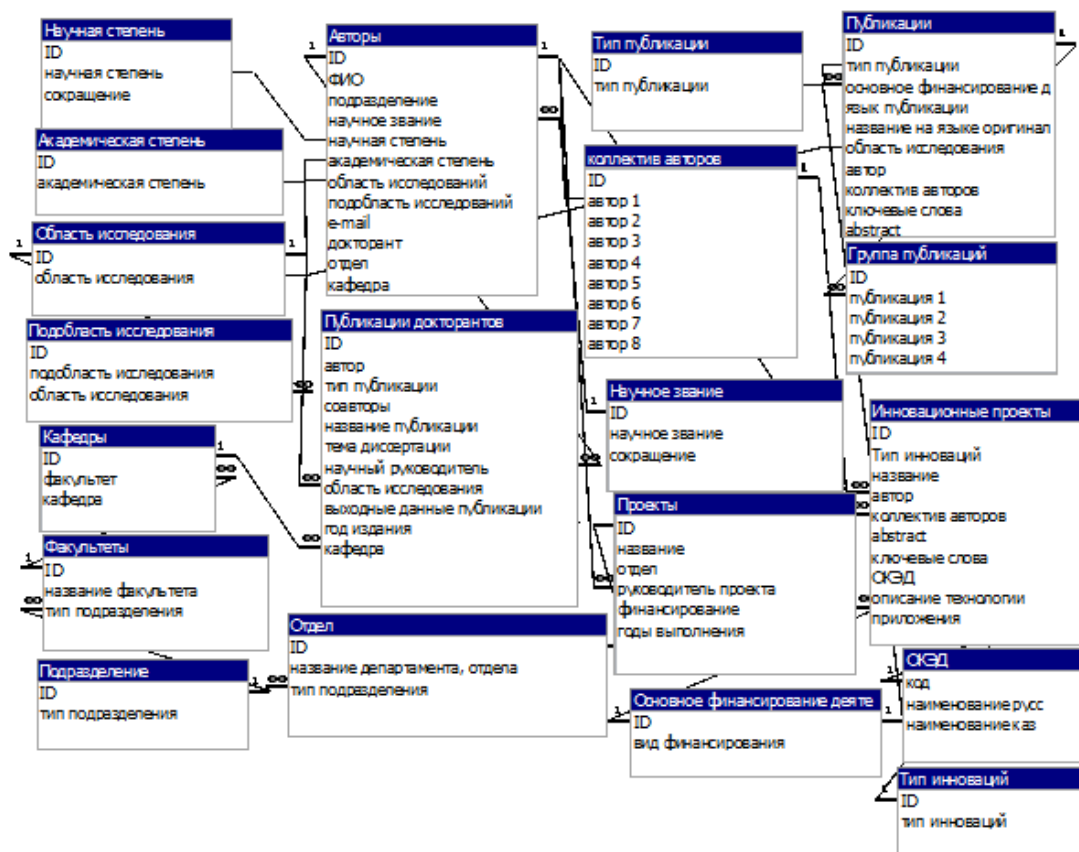 Научная степень
ID
научная степень
сокращение
Академическая степень
ID
академическая степень
Область исследования
ID
область исследования
Подобласть исследования
ID
подобласть исследования
область исследования
Кафедры
ID
факультет
кафедра
Факультеты
ID
название факультета
тип подразделения
Подразделение
ID
тип подразделения
Авторы
ID
ФИО
подразделение
научное звание
научная степень
академическая степень
область исследований
подобласть исследований
e-mail
докторант
отдел
кафедра
Публикации докторантов
ID
автор
тип публикации
соавторы
название публикации
тема диссертации
научный руководитель
область исследования
выходные данные публикации
год издания
кафедра
Отдел
ID
название департамента, отдела
тип подразделения
Тип публикации
ID
тип публикации
коллектив авторов
ID
автор 1
автор 2
автор 3
автор 4
автор 5
автор 6
автор 7
автор 8
Научное звание
ID
научное звание
сокращение
Проекты
ID
название
отдел
руководитель проекта
финансирование
годы выполнения
Основное финансирование деяте
ID
вид финансирования
Публикации
ID
тип публикации
основное финансирование д
язык публикации
название на языке оригинал
область исследования
автор
коллектив авторов
ключевые слова
abstract
Группа публикаций
ID
публикация 1
публикация 2
публикация 3
публикация 4
Инновационные проекты
ID
Тип инноваций
название
автор
коллектив авторов
abstract
ключевые слова
ОКЭД
описание технологии
приложения
ОКЭД
код
наименование русс
наименование каз
Тип инноваций
ID
тип инноваций